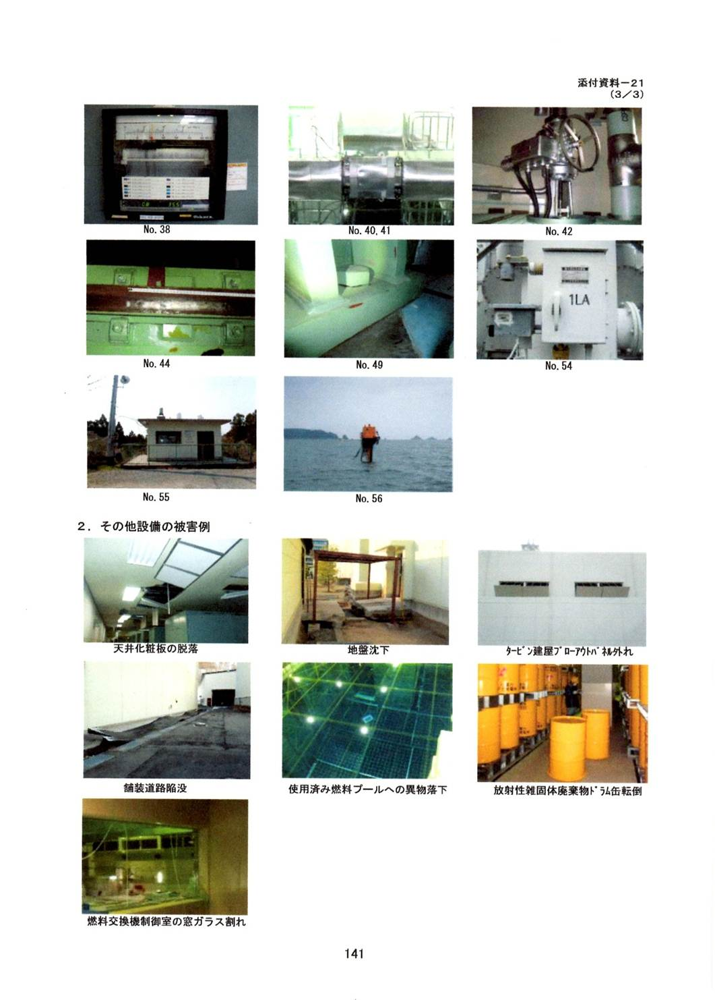 添付資料－21
(3／3)
No. 38
No. 40, 41
No. 42
1LA
No. 44
No. 49
No. 54
No. 55
No. 56
２．その他設備の被害例
天井化粧板の脱落
地盤沈下
ﾀｰﾋﾞﾝ建屋ﾌﾞﾛｰｱｳﾄﾊﾟﾈﾙ外れ
舗装道路陥没
使用済み燃料プールへの異物落下
放射性雑固体廃棄物ﾄﾞﾗﾑ缶転倒
燃料交換機制御室の窓ガラス割れ
141